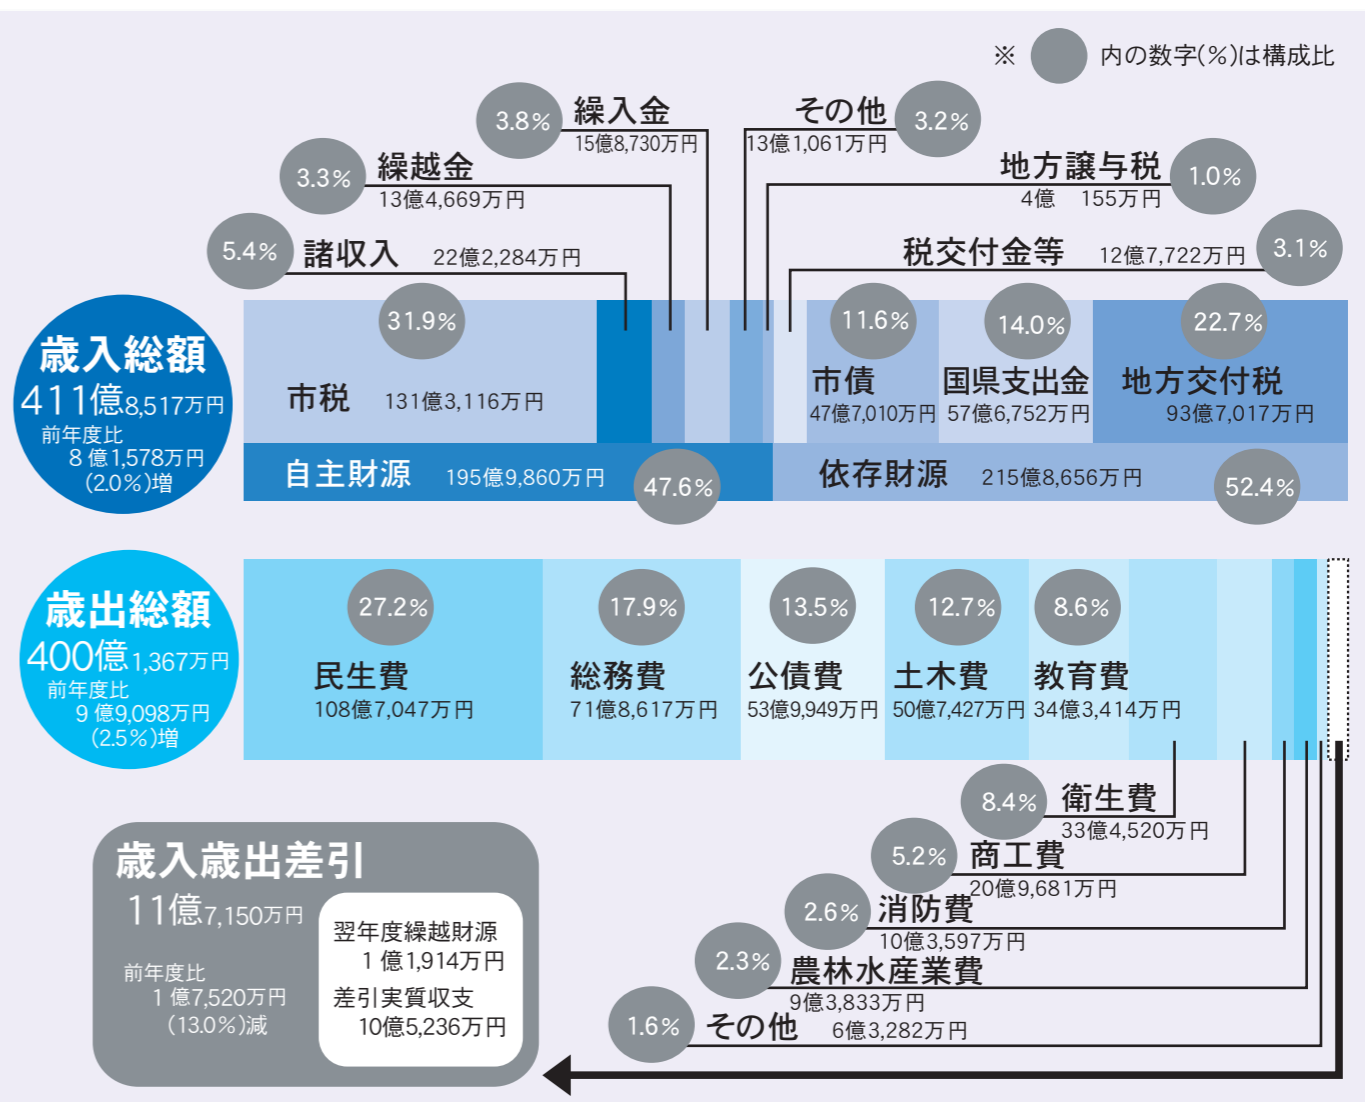 ※ 内の数字(%)は構成比
3.8% 繰入金
15億8,730万円
その他 3.2%
13億1,061万円
3.3% 繰越金
13億4,669万円
地方譲与税 1.0%
4億 155万円
5.4% 諸収入 22億2,284万円
税交付金等 12億7,722万円 3.1%
歳入総額
411億8,517万円
前年度比
8億1,578万円
(2.0%)増
31.9%
市税 131億3,116万円
11.6%
市債
47億7,010万円
14.0%
国県支出金
57億6,752万円
22.7%
地方交付税
93億7,017万円
自主財源 195億9,860万円 47.6%
依存財源 215億8,656万円 52.4%
歳出総額
400億1,367万円
前年度比
9億9,098万円
(2.5%)増
27.2%
民生費
108億7,047万円
17.9%
総務費
71億8,617万円
13.5%
公債費
53億9,949万円
12.7%
土木費
50億7,427万円
8.6%
教育費
34億3,414万円
8.4% 衛生費
33億4,520万円
5.2% 商工費
20億9,681万円
2.6% 消防費
10億3,597万円
2.3% 農林水産業費
9億3,833万円
1.6% その他 6億3,282万円
歳入歳出差引
11億7,150万円
前年度比
1億7,520万円
(13.0%)減
翌年度繰越財源
1億1,914万円
差引実質収支
10億5,236万円